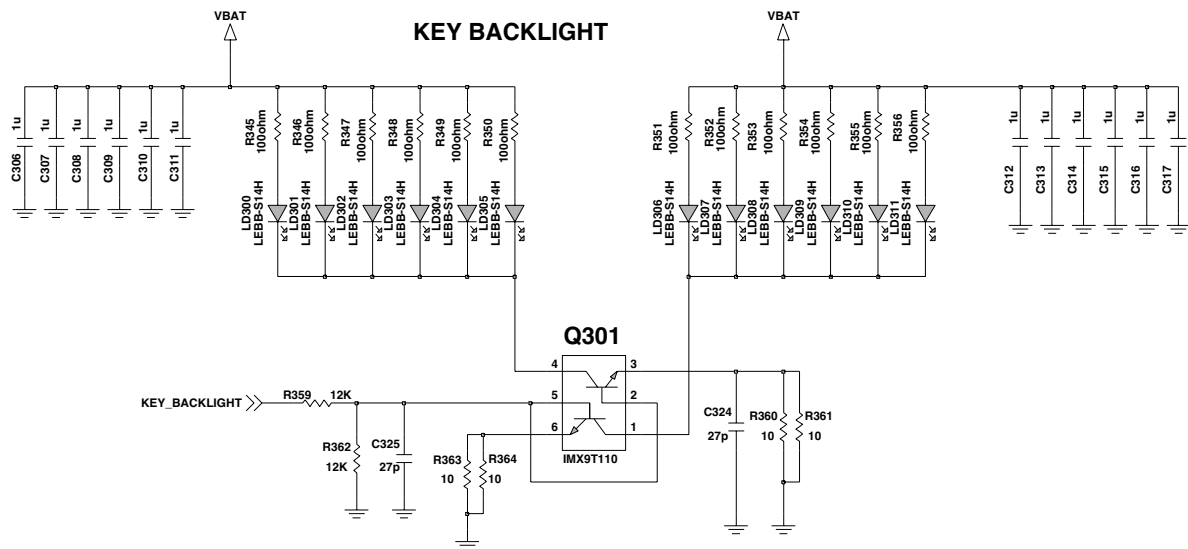 KEY BACKLIGHT
VBAT
VBAT
1u
C306
1u
C307
1u
C308
1u
C309
1u
C310
1u
C311
R345
100ohm
R346
100ohm
R347
100ohm
R348
100ohm
R349
100ohm
R350
100ohm
R351
100ohm
R352
100ohm
R353
100ohm
R354
100ohm
R355
100ohm
R356
100ohm
1u
C312
1u
C313
1u
C314
1u
C315
1u
C316
1u
C317
LD300
LEBB-S14H
LD301
LEBB-S14H
LD302
LEBB-S14H
LD303
LEBB-S14H
LD304
LEBB-S14H
LD305
LEBB-S14H
LD306
LEBB-S14H
LD307
LEBB-S14H
LD308
LEBB-S14H
LD309
LEBB-S14H
LD310
LEBB-S14H
LD311
LEBB-S14H
Q301
4
3
5
2
6
1
IMX9T110
KEY_BACKLIGHT
R359
12K
R362
12K
C325
27p
R363
10
R364
10
C324
27p
R360
10
R361
10